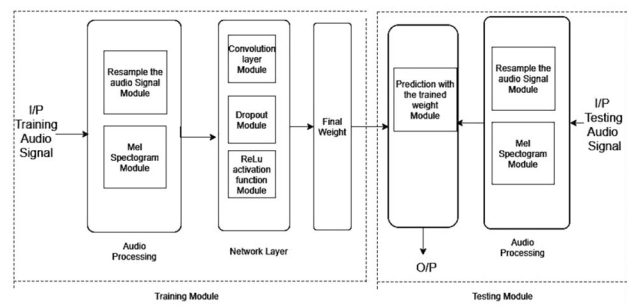 I/P
Training
Audio
Signal
Resample the
audio Signal
Module
Mel
Spectogram
Module
Audio
Processing
Convolution
layer
Module
Dropout
Module
ReLu
activation
function
Module
Network Layer
Final
Weight
Training Module
Prediction with
the trained
weight
Module
O/P
Resample the
audio Signal
Module
Mel
Spectogram
Module
Audio
Processing
I/P
Testing
Audio
Signal
Testing Module